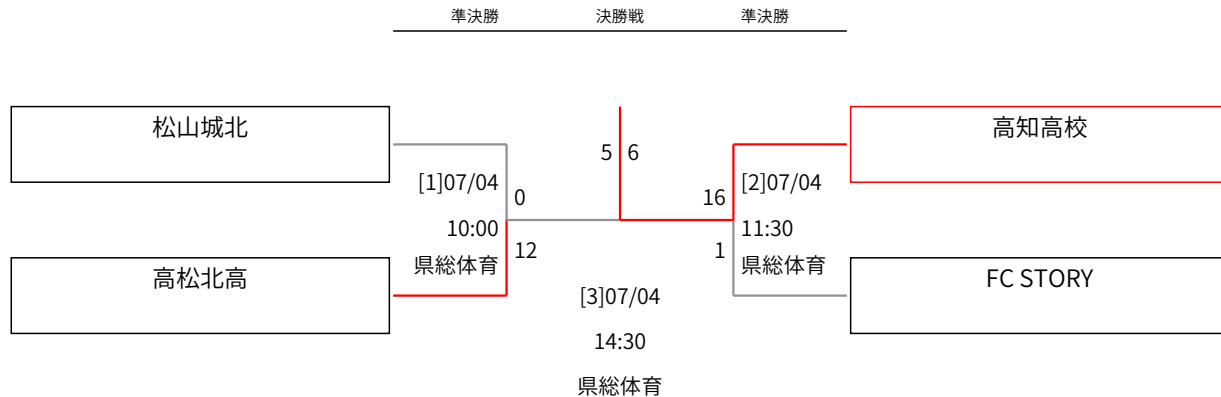 準決勝 決勝戦 準決勝
松山城北
高知高校
5 6
[1]07/04
0
16
[2]07/04
10:00
11:30
12
1
県総体育
県総体育
高松北高
FC STORY
[3]07/04
14:30
県総体育